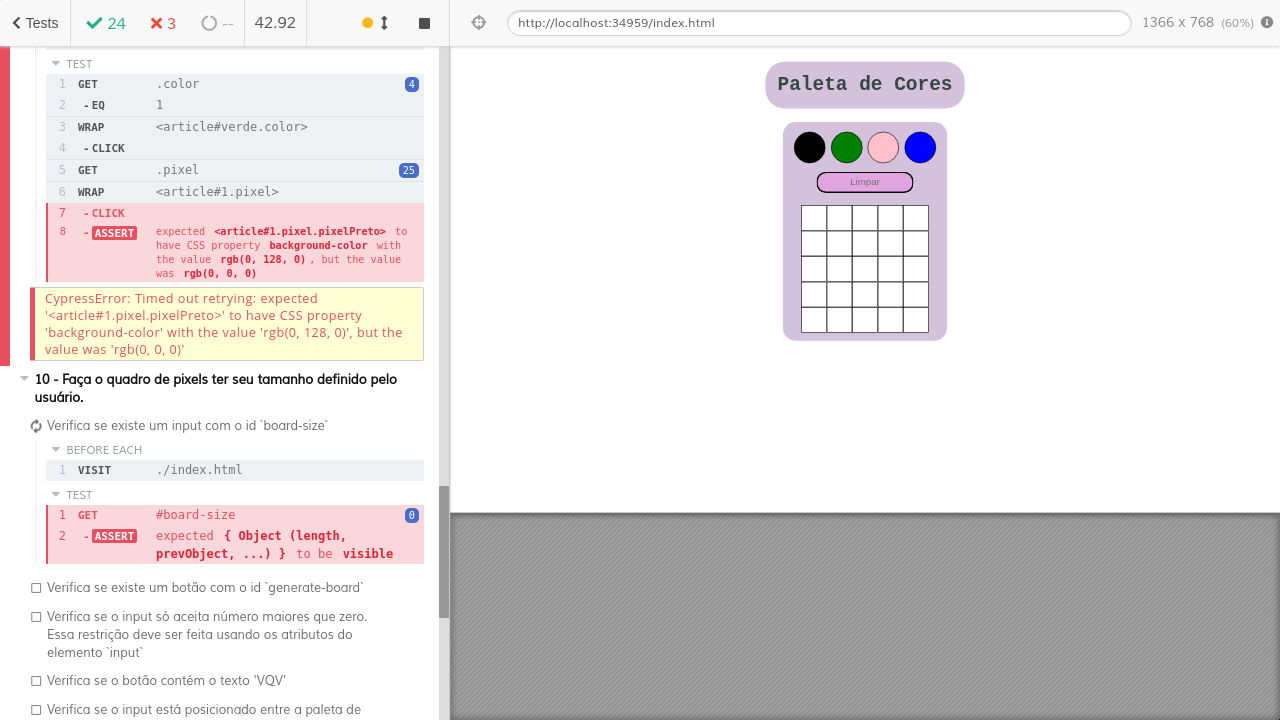 Tests
24
3
--
42.92
http://localhost:34959/index.html
1366 x 768 (60%)
TEST
1 GET .color 4
2 - EQ 1
3 WRAP <article#verde.color>
4 - CLICK
5 GET .pixel 25
6 WRAP <article#1.pixel>
7 - CLICK
8 - ASSERT expected <article#1.pixel.pixelPreto> to
have CSS property background-color with
the value rgb(0, 128, 0) , but the value
was rgb(0, 0, 0)
CypressError: Timed out retrying: expected
'<article#1.pixel.pixelPreto>' to have CSS property
'background-color' with the value 'rgb(0, 128, 0)', but the
value was 'rgb(0, 0, 0)'
10 - Faça o quadro de pixels ter seu tamanho definido pelo
usuário.
Verifica se existe um input com o id `board-size`
BEFORE EACH
1 VISIT ./index.html
TEST
1 GET #board-size 0
2 - ASSERT expected { Object (length,
prevObject, ...) } to be visible
Verifica se existe um botão com o id `generate-board`
Verifica se o input só aceita número maiores que zero.
Essa restrição deve ser feita usando os atributos do
elemento `input`
Verifica se o botão contém o texto 'VQV'
Verifica se o input está posicionado entre a paleta de
Paleta de Cores
Limpar